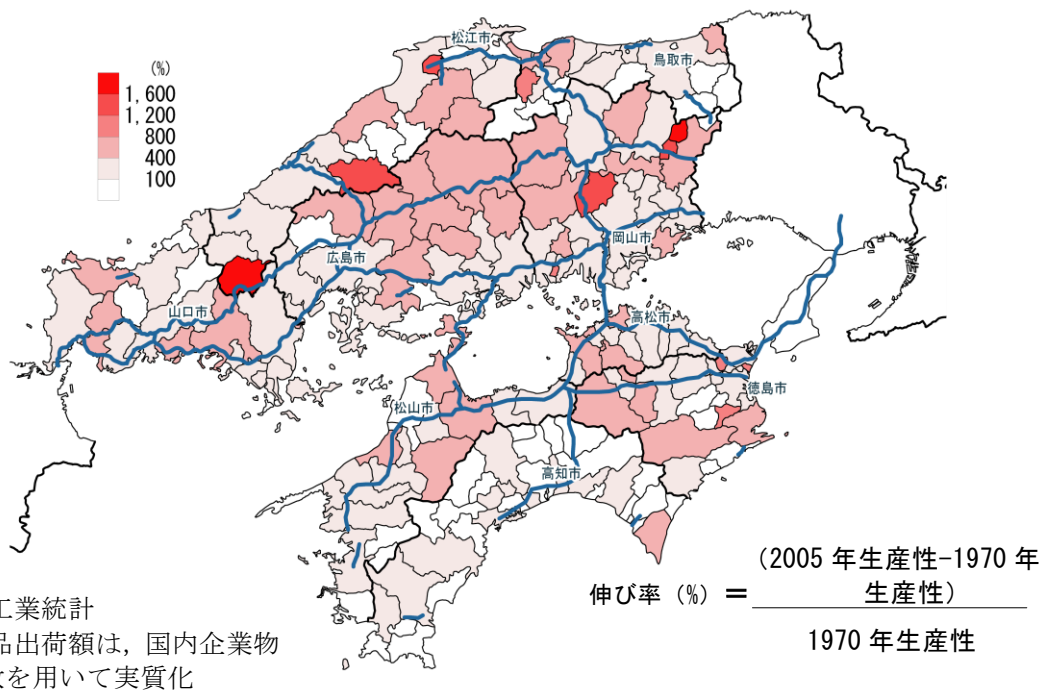 (%)
1,600
1,200
800
400
100
松江市
鳥取市
岡山市
広島市
山口市
高松市
徳島市
松山市
高知市
伸び率 (%) =
(2005 年生産性-1970 年
生産性)
1970 年生産性
工業統計
品出荷額は, 国内企業物
を用いて実質化